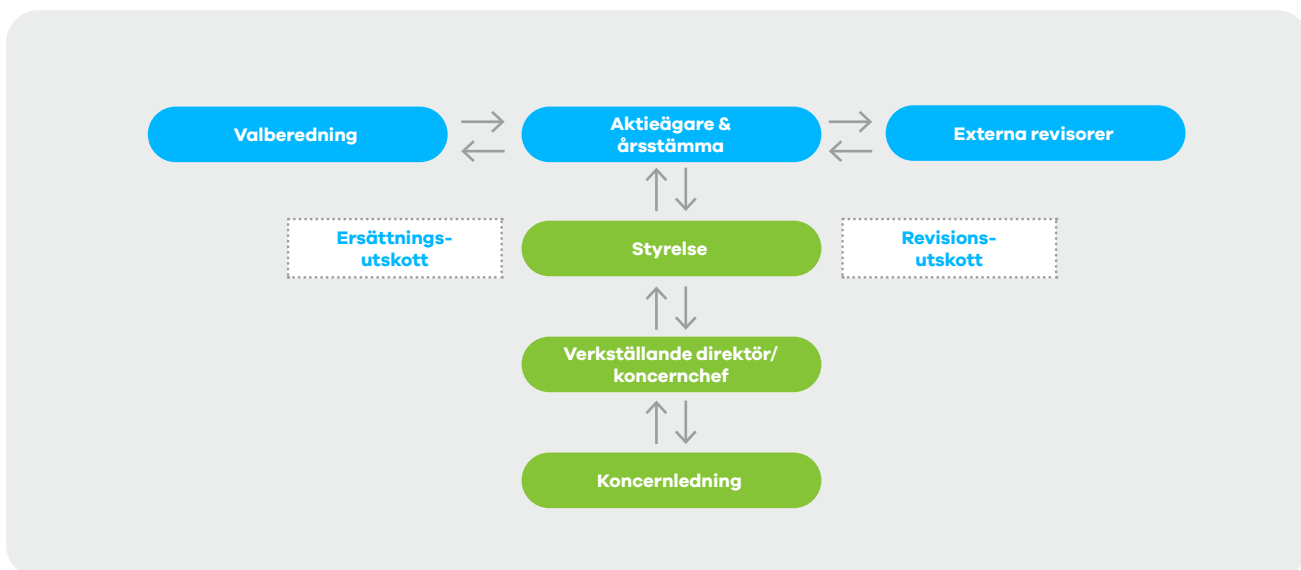 Valberedning
Aktieägare &
årsstämma
Externa revisorer
Ersättnings-
utskott
Styrelse
Revisions-
utskott
Verkställande direktör/
koncernchef
Koncernledning